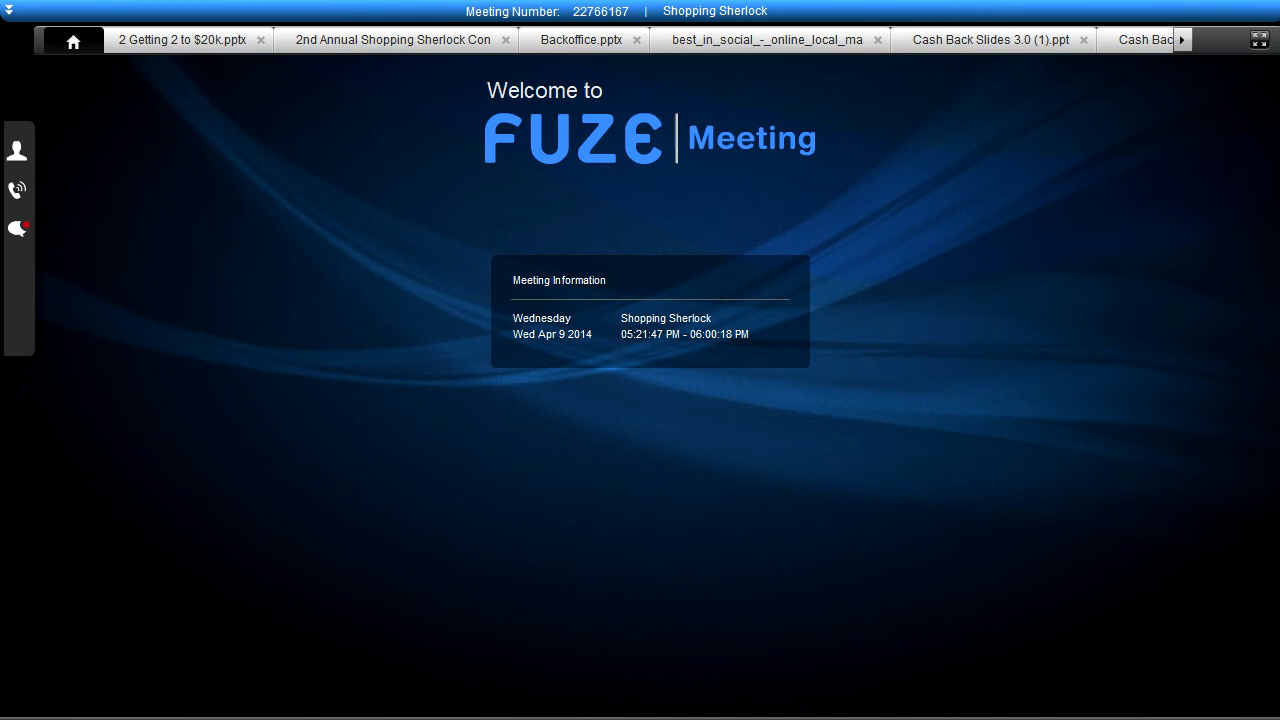 Meeting Number: 22766167 | Shopping Sherlock
2 Getting 2 to $20k.pptx 2nd Annual Shopping Sherlock Con Backoffice.pptx best_in_social_-_online_local_ma Cash Back Slides 3.0 (1).ppt Cash Bac
Welcome to
FUZE | Meeting
Meeting Information
Wednesday Shopping Sherlock
Wed Apr 9 2014 05:21:47 PM - 06:00:18 PM